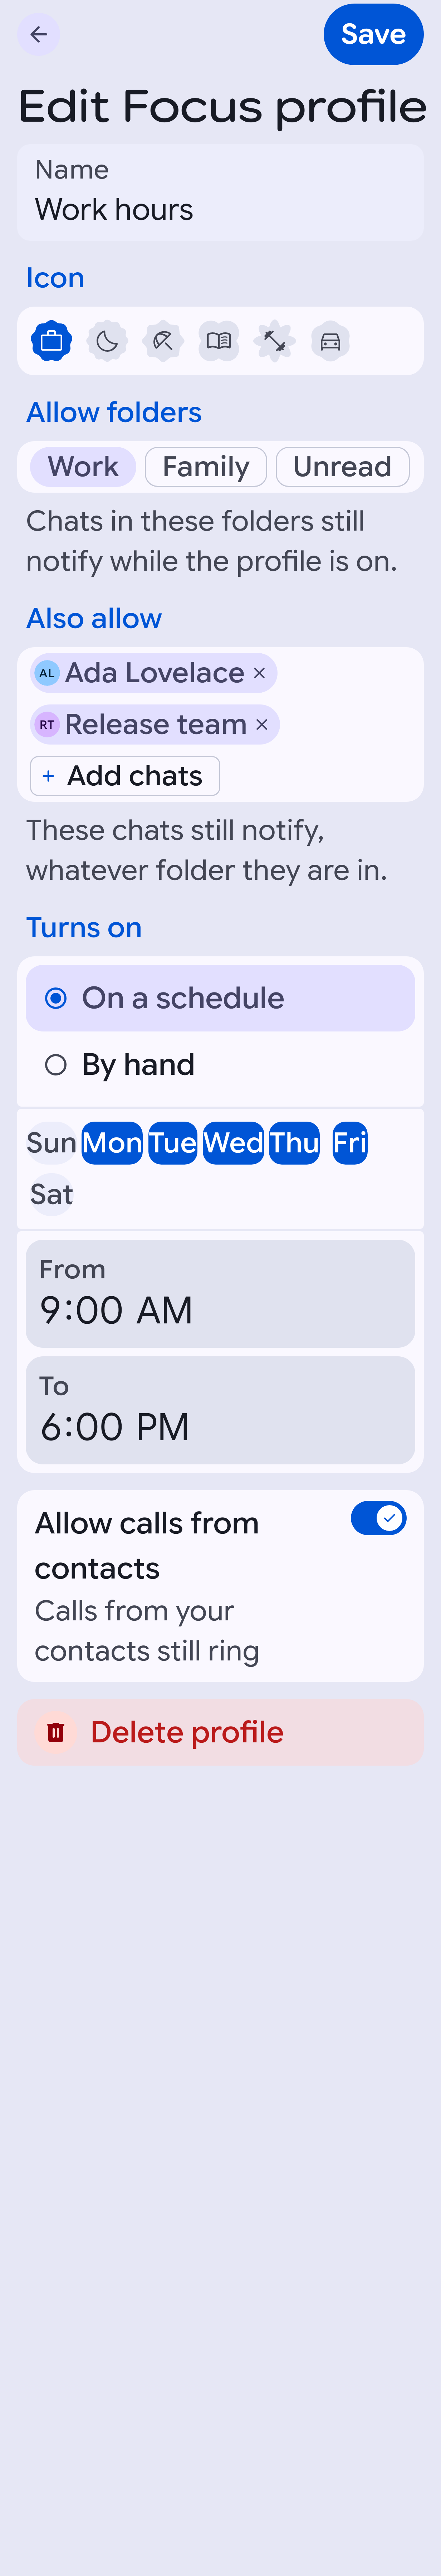 Save
Edit Focus profile
Name
Work hours
Icon
Allow folders
Work Family Unread
Chats in these folders still
notify while the profile is on.
Also allow
AL Ada Lovelace ×
RT Release team ×
+ Add chats
These chats still notify,
whatever folder they are in.
Turns on
On a schedule
By hand
Sun Mon Tue Wed Thu Fri
Sat
From
9:00 AM
To
6:00 PM
Allow calls from
contacts
Calls from your
contacts still ring
Delete profile